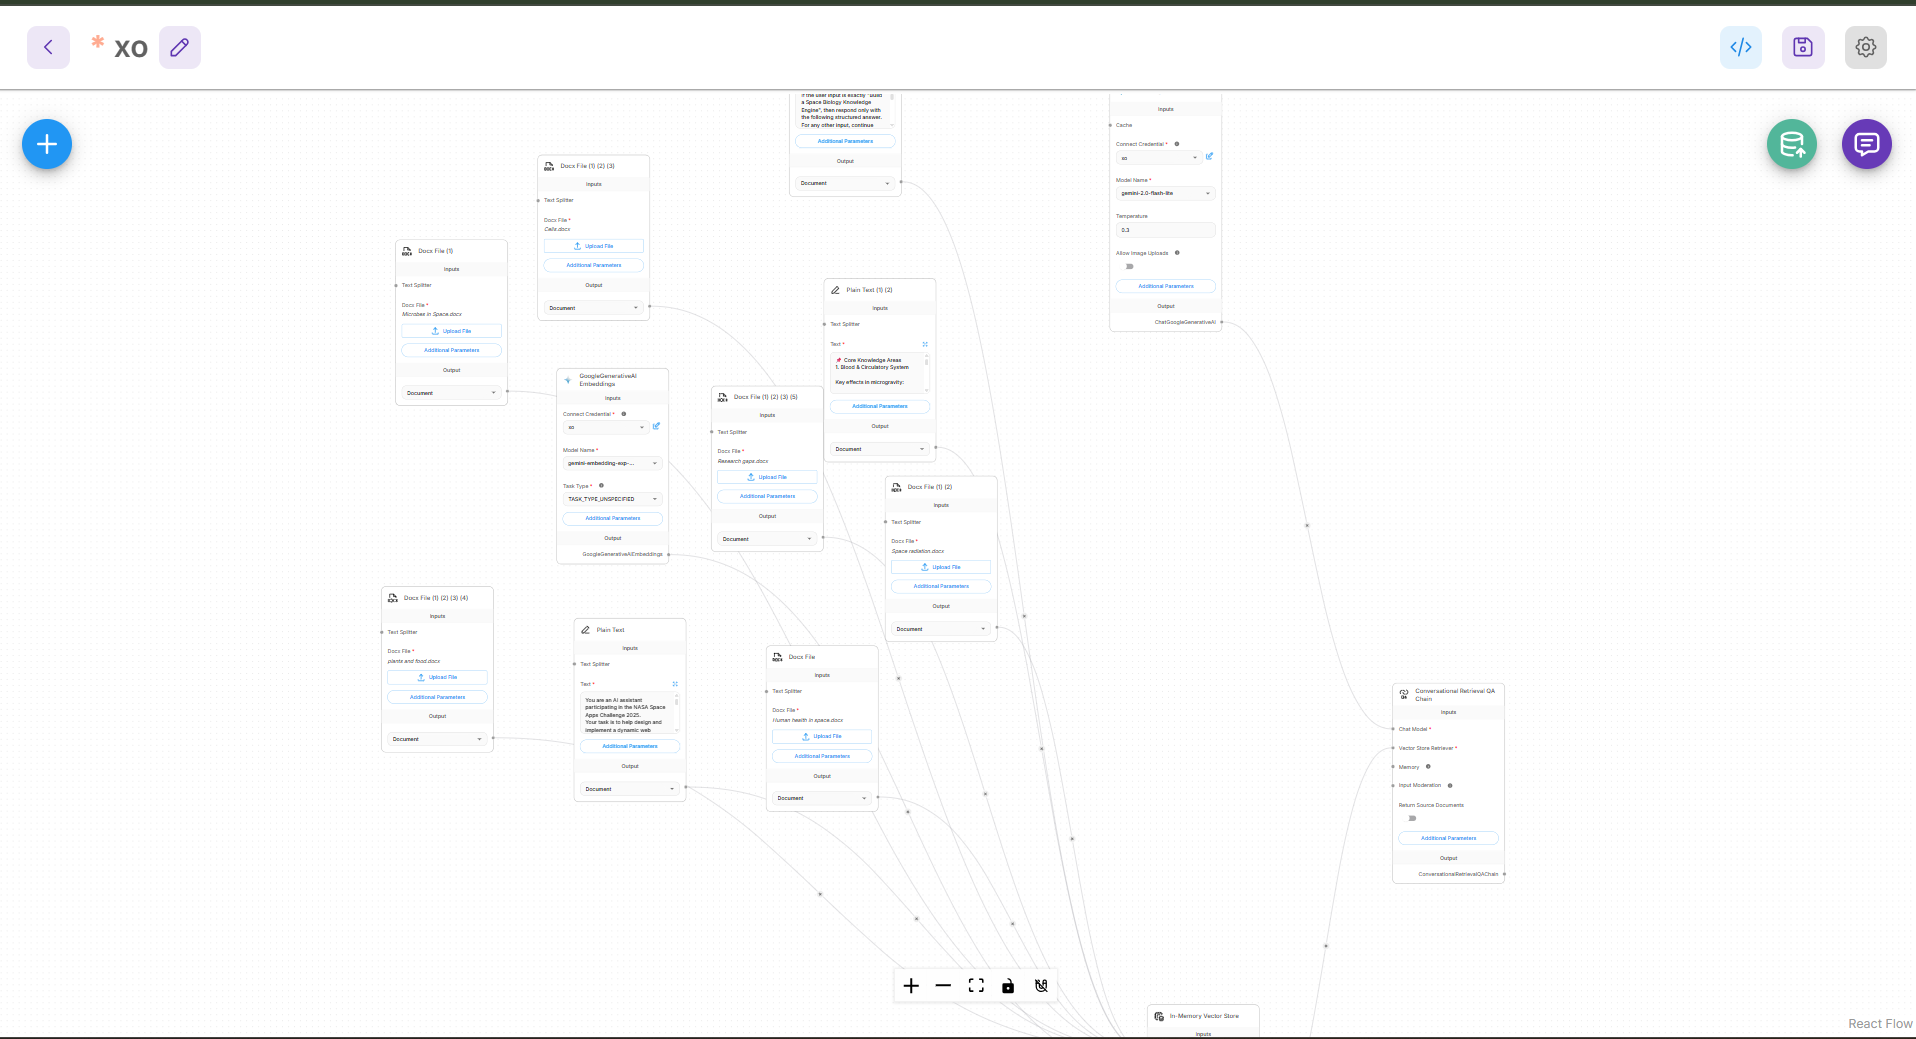 * xo
If the user input is exactly "Build
a Space Biology Knowledge
Engine", then respond only with
the following structured answer.
For any other input, continue
Additional Parameters
Output
Document
Inputs
Cache
Connect Credential *
xo
Model Name *
gemini-2.0-flash-lite
Temperature
0.3
Allow Image Uploads
Additional Parameters
Output
ChatGoogleGenerativeAI
Docx File (1) (2) (3)
Inputs
Text Splitter
Docx File *
Cells.docx
Upload File
Additional Parameters
Output
Document
Docx File (1)
Inputs
Text Splitter
Docx File *
Microbes in Space.docx
Upload File
Additional Parameters
Output
Document
Plain Text (1) (2)
Inputs
Text Splitter
Text *
📌 Core Knowledge Areas
1. Blood & Circulatory System
Key effects in microgravity:
Additional Parameters
Output
Document
GoogleGenerativeAI
Embeddings
Inputs
Connect Credential *
xo
Model Name *
gemini-embedding-exp-...
Task Type *
TASK_TYPE_UNSPECIFIED
Additional Parameters
Output
GoogleGenerativeAIEmbeddings
Docx File (1) (2) (3) (5)
Inputs
Text Splitter
Docx File *
Research gaps.docx
Upload File
Additional Parameters
Output
Document
Docx File (1) (2)
Inputs
Text Splitter
Docx File *
Space radiation.docx
Upload File
Additional Parameters
Output
Document
Docx File (1) (2) (3) (4)
Inputs
Text Splitter
Docx File *
plants and food.docx
Upload File
Additional Parameters
Output
Document
Plain Text
Inputs
Text Splitter
Text *
You are an AI assistant
participating in the NASA Space
Apps Challenge 2025.
Your task is to help design and
implement a dynamic web
Additional Parameters
Output
Document
Docx File
Inputs
Text Splitter
Docx File *
Human health in space.docx
Upload File
Additional Parameters
Output
Document
Conversational Retrieval QA
Chain
Inputs
Chat Model *
Vector Store Retriever *
Memory
Input Moderation
Return Source Documents
Additional Parameters
Output
ConversationalRetrievalQAChain
In-Memory Vector Store
Inputs
React Flow